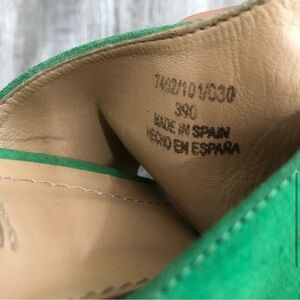 7402/101/030
390
MADE IN SPAIN
HECHO EN ESPAÑA